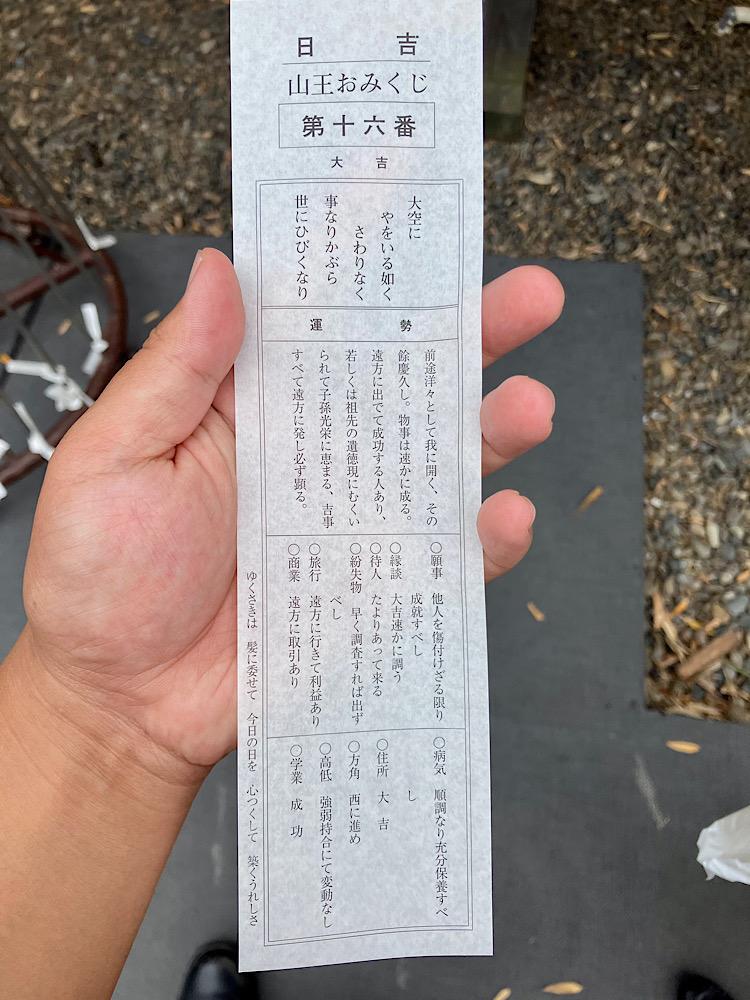 日吉
山王おみくじ
第十六番
大吉
大空に
やをいる如く
さわりなく
事なりかぶら
世にひびくなり
運勢
前途洋々として我に開く、その
餘慶久し。物事は速かに成る。
遠方に出でて成功する人あり、
若しくは祖先の遺徳現にむくい
られて子孫光栄に恵まる、吉事
すべて遠方に発し必ず顕る。
○願事 他人を傷付けざる限り
成就すべし
○縁談 大吉速かに調う
○待人 たよりあって来る
○紛失物 早く調査すれば出ず
べし
○旅行 遠方に行きて利益あり
○商業 遠方に取引あり
○病気 順調なり充分保養すべ
し
○住所 大吉
○方角 西に進め
○高低 強弱持合にて変動なし
○学業 成功
ゆくさきは 髪に委せて 今日の日を 心つくして 築くうれしさ